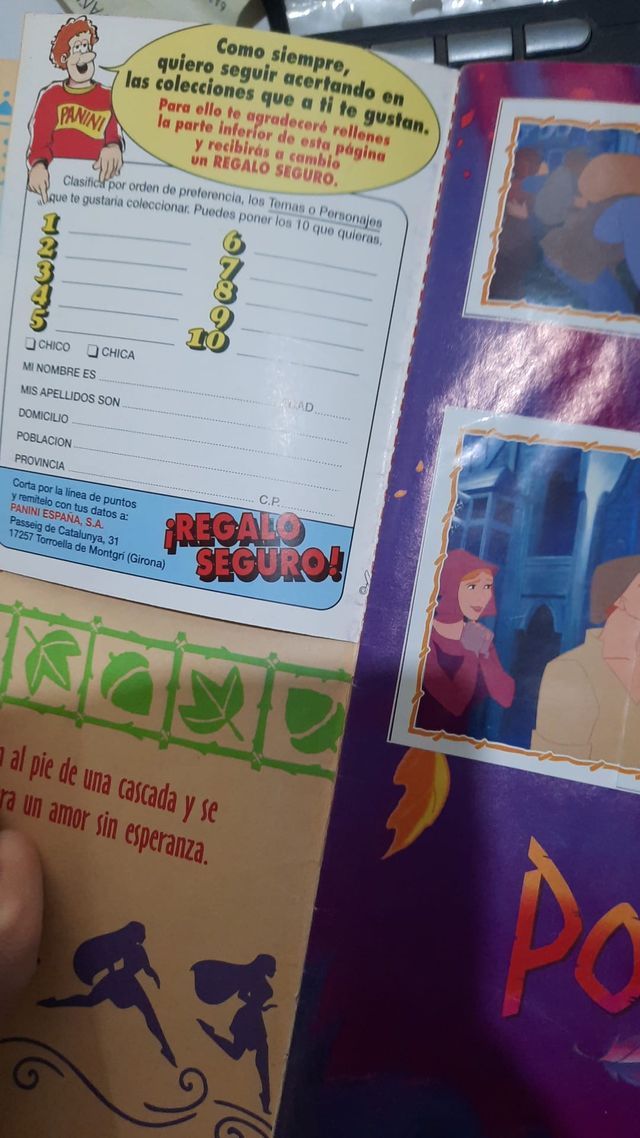 Como siempre,
quiero seguir acertando en
las colecciones que a ti te gustan.
Para ello te agradeceré rellenes
la parte inferior de esta página
y recibirás a cambio
un REGALO SEGURO.
PANINI
Clasifica por orden de preferencia, los Temas o Personajes
que te gustaría coleccionar. Puedes poner los 10 que quieras.
1
2
3
4
5
6
7
8
9
10
CHICO CHICA
MI NOMBRE ES
MIS APELLIDOS SON
DOMICILIO
POBLACION
PROVINCIA
C.P.
Corta por la línea de puntos
y remítelo con tus datos a:
PANINI ESPAÑA, S.A.
Passeig de Catalunya, 31
17257 Torroella de Montgrí (Girona)
¡REGALO
SEGURO!
al pie de una cascada y se
un amor sin esperanza.
Po